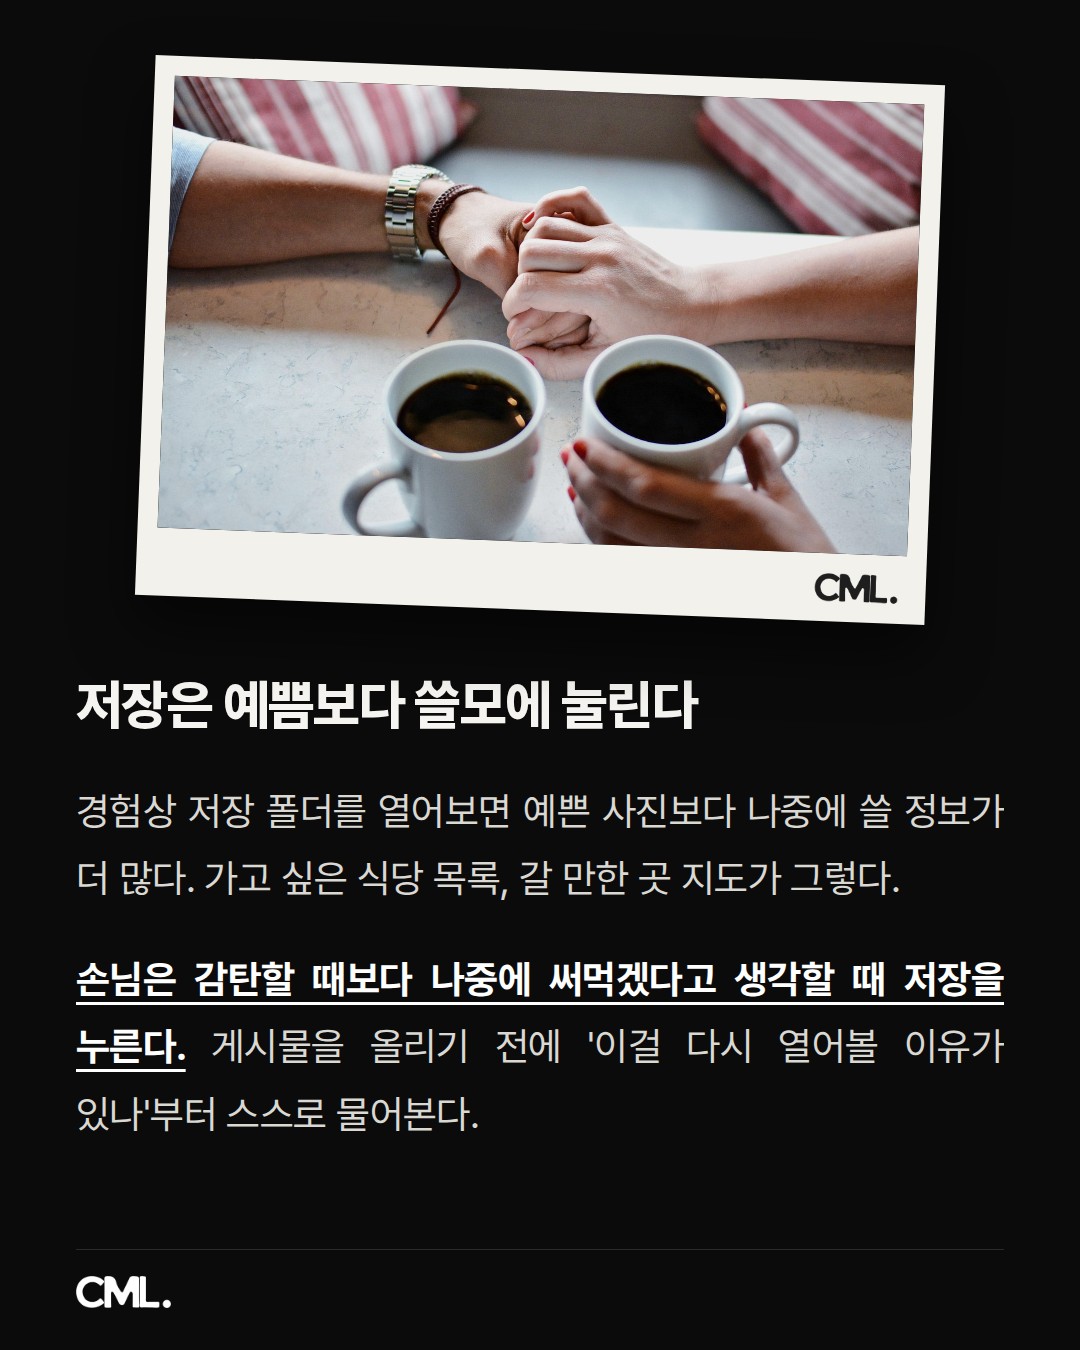 CML.
저장은 예쁨보다 쓸모에 눌린다
경험상 저장 폴더를 열어보면 예쁜 사진보다 나중에 쓸 정보가
더 많다. 가고 싶은 식당 목록, 갈 만한 곳 지도가 그렇다.
손님은 감탄할 때보다 나중에 써먹겠다고 생각할 때 저장을
누른다. 게시물을 올리기 전에 '이걸 다시 열어볼 이유가
있나'부터 스스로 물어본다.
CML.